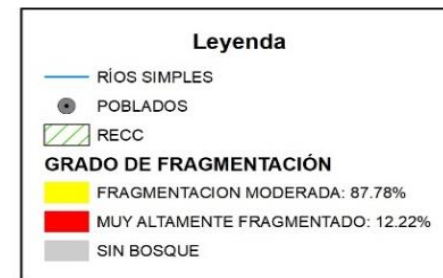 Leyenda
RÍOS SIMPLES
POBLADOS
RECC
GRADO DE FRAGMENTACIÓN
FRAGMENTACION MODERADA: 87.78%
MUY ALTAMENTE FRAGMENTADO: 12.22%
SIN BOSQUE